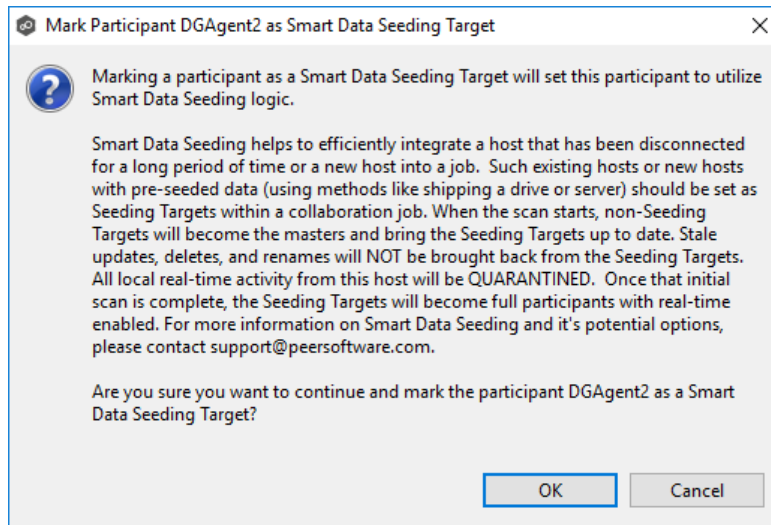 Mark Participant DGAgent2 as Smart Data Seeding Target
Marking a participant as a Smart Data Seeding Target will set this participant to utilize
Smart Data Seeding logic.
Smart Data Seeding helps to efficiently integrate a host that has been disconnected
for a long period of time or a new host into a job.  Such existing hosts or new hosts
with pre-seeded data (using methods like shipping a drive or server) should be set as
Seeding Targets within a collaboration job. When the scan starts, non-Seeding
Targets will become the masters and bring the Seeding Targets up to date. Stale
updates, deletes, and renames will NOT be brought back from the Seeding Targets.
All local real-time activity from this host will be QUARANTINED.  Once that initial
scan is complete, the Seeding Targets will become full participants with real-time
enabled. For more information on Smart Data Seeding and it's potential options,
please contact support@peersoftware.com.
Are you sure you want to continue and mark the participant DGAgent2 as a Smart
Data Seeding Target?
OK
Cancel